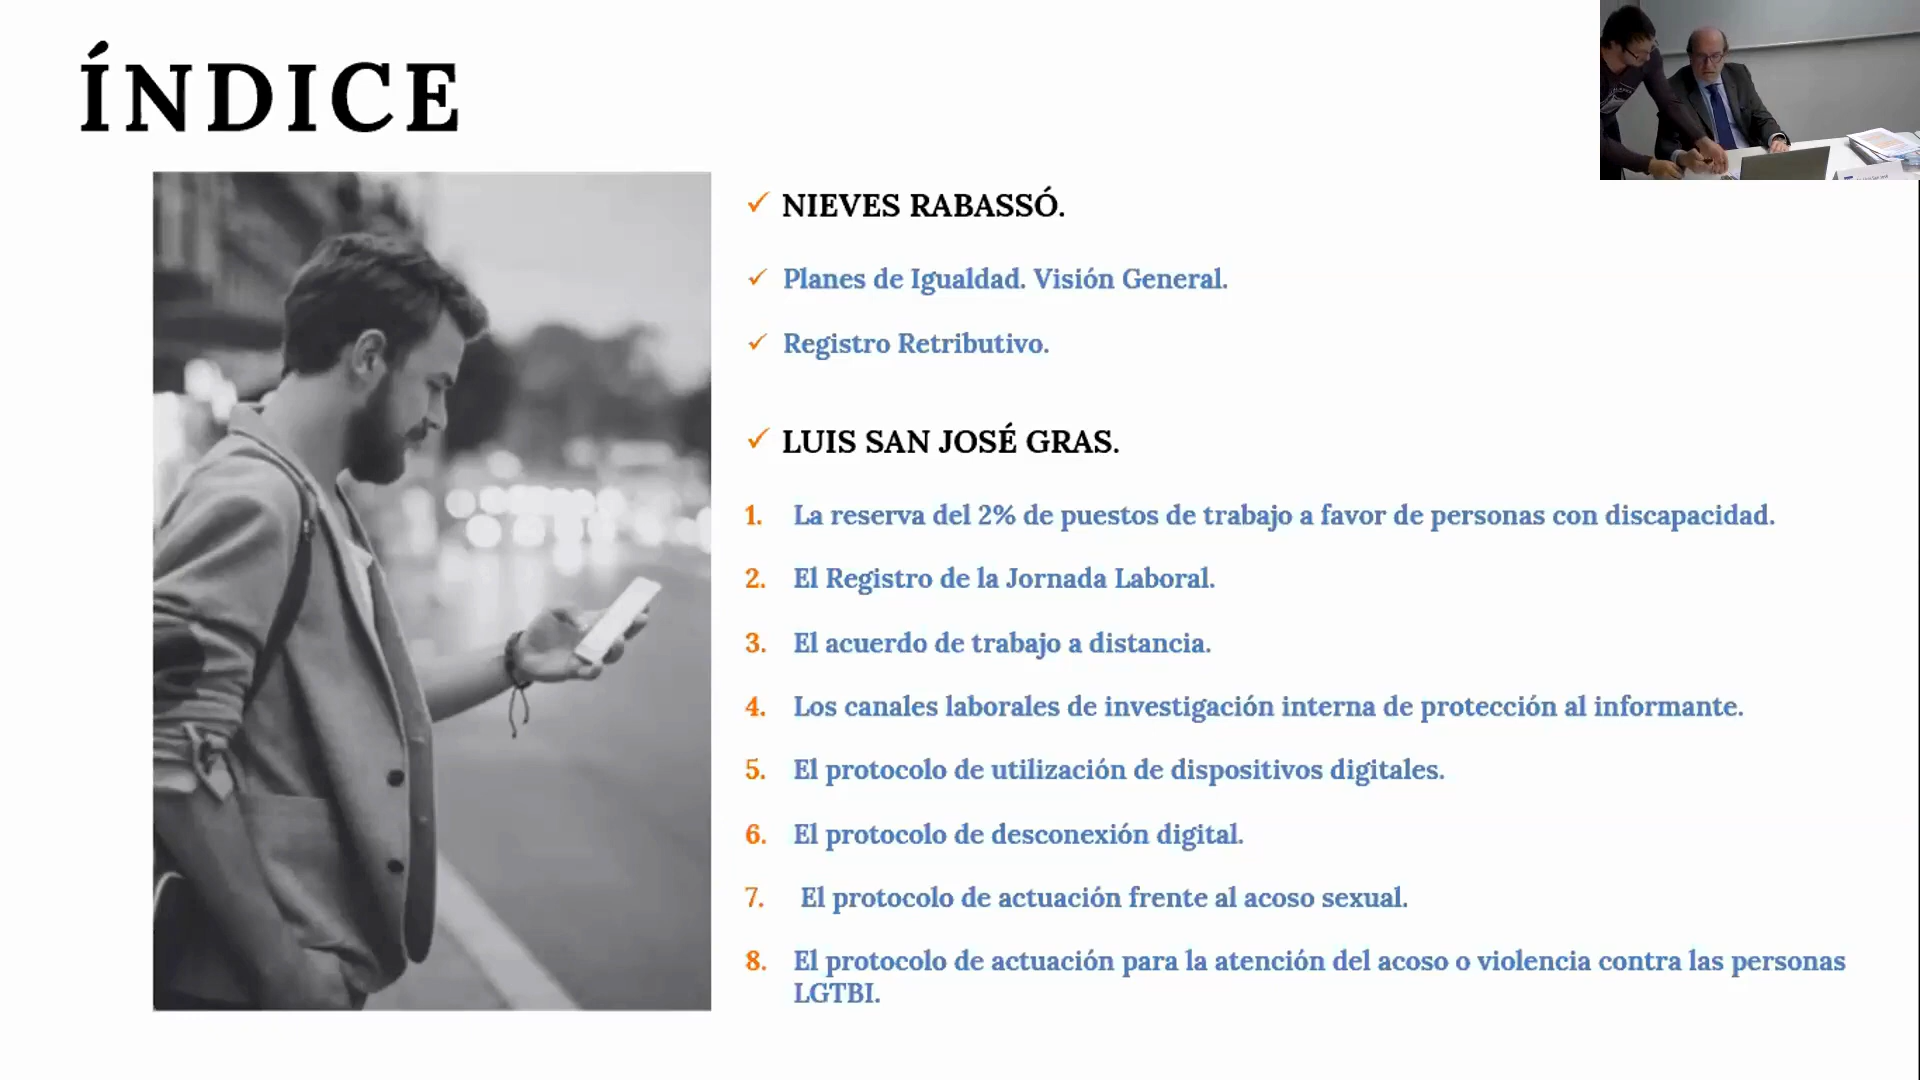 ÍNDICE
NIEVES RABASSÓ.
Planes de Igualdad. Visión General.
Registro Retributivo.
LUIS SAN JOSÉ GRAS.
1. La reserva del 2% de puestos de trabajo a favor de personas con discapacidad.
2. El Registro de la Jornada Laboral.
3. El acuerdo de trabajo a distancia.
4. Los canales laborales de investigación interna de protección al informante.
5. El protocolo de utilización de dispositivos digitales.
6. El protocolo de desconexión digital.
7. El protocolo de actuación frente al acoso sexual.
8. El protocolo de actuación para la atención del acoso o violencia contra las personas
LGTBI.